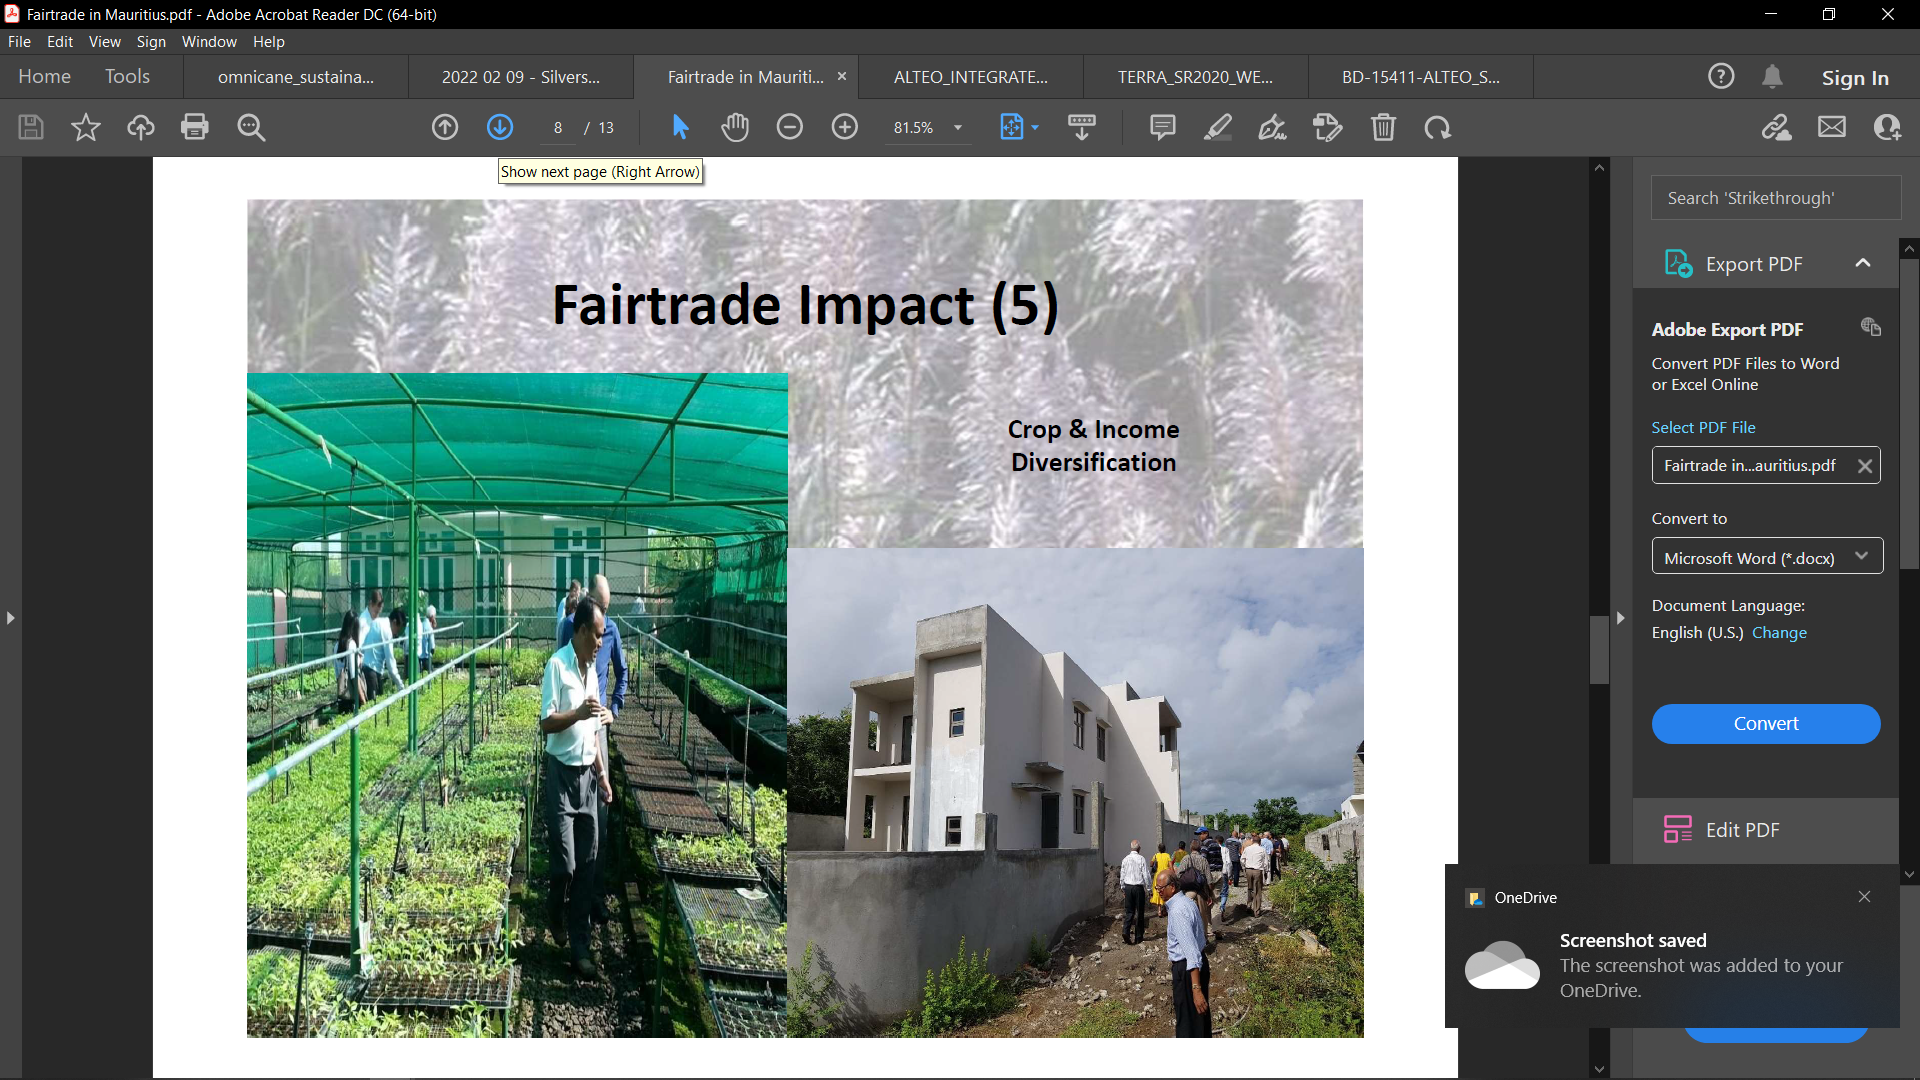 Fairtrade in Mauritius.pdf - Adobe Acrobat Reader DC (64-bit)
File Edit View Sign Window Help
Home Tools omnicane_sustaina... 2022 02 09 - Silvers... Fairtrade in Mauriti... ALTEO_INTEGRATE... TERRA_SR2020_WE... BD-15411-ALTEO_S... Sign In
8 / 13 81.5%
Show next page (Right Arrow)
Fairtrade Impact (5)
Crop & Income
Diversification
Search 'Strikethrough'
Export PDF
Adobe Export PDF
Convert PDF Files to Word
or Excel Online
Select PDF File
Fairtrade in...auritius.pdf
Convert to
Microsoft Word (*.docx)
Document Language:
English (U.S.) Change
Convert
Edit PDF
OneDrive
Screenshot saved
The screenshot was added to your
OneDrive.